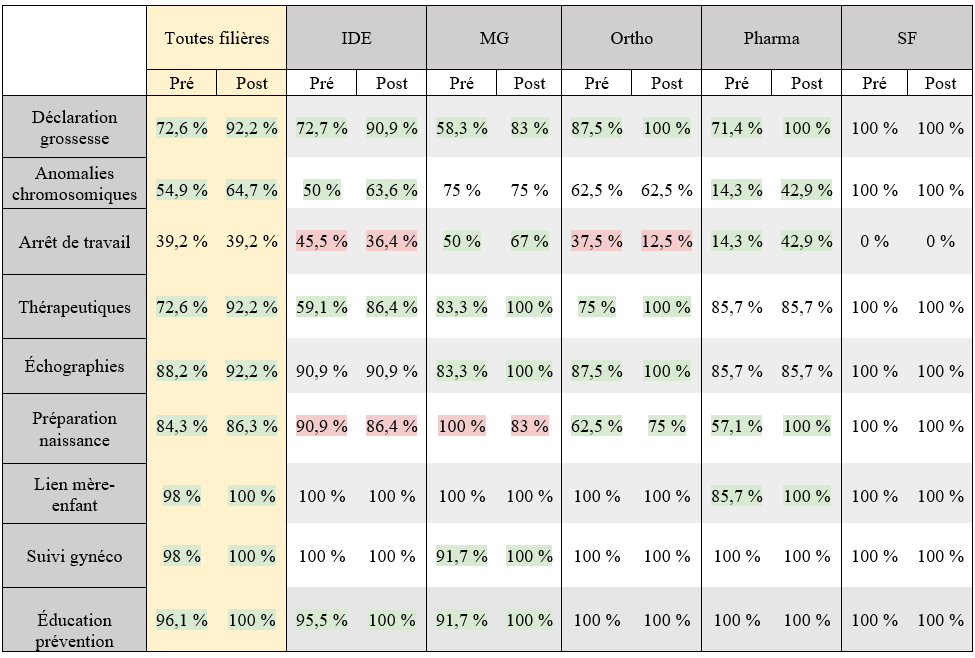 Toutes filières IDE MG Ortho Pharma SF
Pré Post Pré Post Pré Post Pré Post Pré Post Pré Post
Déclaration
grossesse
72,6 % 92,2 % 72,7 % 90,9 % 58,3 % 83 % 87,5 % 100 % 71,4 % 100 % 100 % 100 %
Anomalies
chromosomiques
54,9 % 64,7 % 50 % 63,6 % 75 % 75 % 62,5 % 62,5 % 14,3 % 42,9 % 100 % 100 %
Arrêt de travail 39,2 % 39,2 % 45,5 % 36,4 % 50 % 67 % 37,5 % 12,5 % 14,3 % 42,9 % 0 % 0 %
Thérapeutiques 72,6 % 92,2 % 59,1 % 86,4 % 83,3 % 100 % 75 % 100 % 85,7 % 85,7 % 100 % 100 %
Échographies 88,2 % 92,2 % 90,9 % 90,9 % 83,3 % 100 % 87,5 % 100 % 85,7 % 85,7 % 100 % 100 %
Préparation
naissance
84,3 % 86,3 % 90,9 % 86,4 % 100 % 83 % 62,5 % 75 % 57,1 % 100 % 100 % 100 %
Lien mère-
enfant
98 % 100 % 100 % 100 % 100 % 100 % 100 % 100 % 85,7 % 100 % 100 % 100 %
Suivi gynéco 98 % 100 % 100 % 100 % 91,7 % 100 % 100 % 100 % 100 % 100 % 100 % 100 %
Éducation
prévention
96,1 % 100 % 95,5 % 100 % 91,7 % 100 % 100 % 100 % 100 % 100 % 100 % 100 %